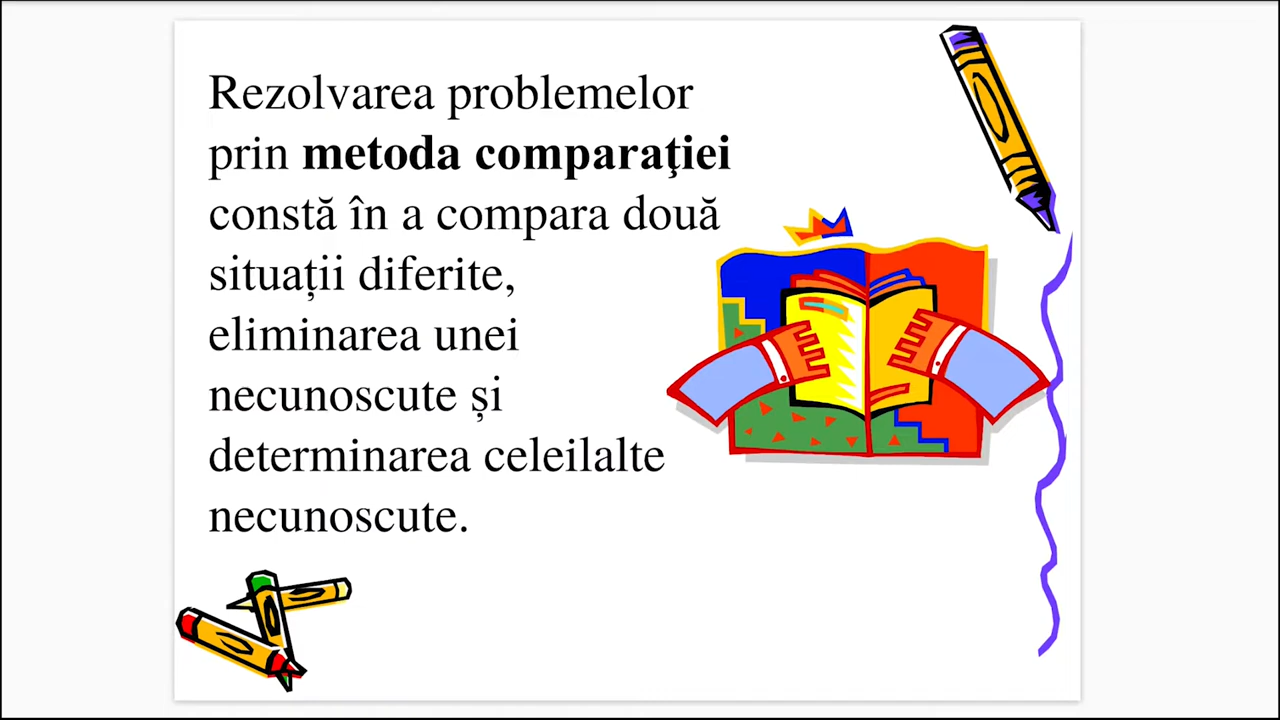 Rezolvarea problemelor
prin metoda comparaţiei
constă în a compara două
situații diferite,
eliminarea unei
necunoscute și
determinarea celeilalte
necunoscute.